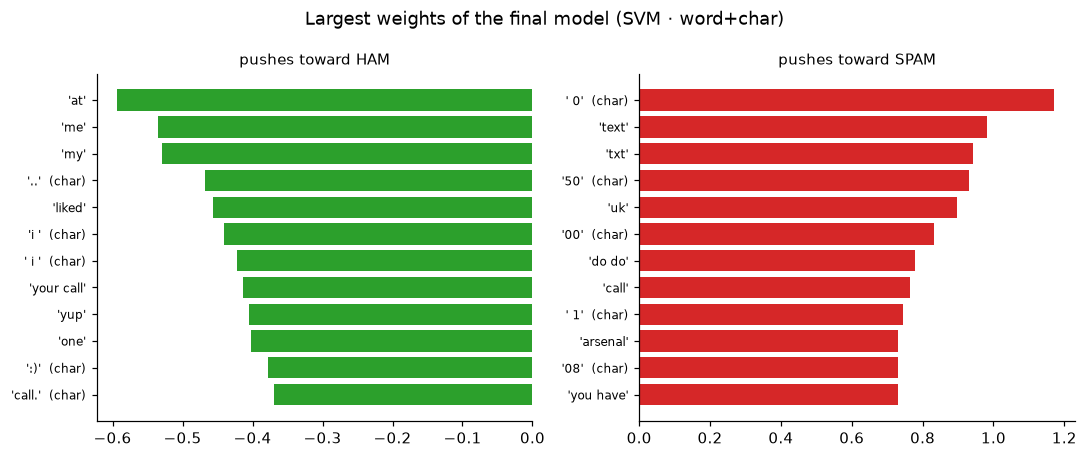 Largest weights of the final model (SVM · word+char)
pushes toward HAM
'at'
'me'
'my'
'..'  (char)
'liked'
'i '  (char)
' i '  (char)
'your call'
'yup'
'one'
':)'  (char)
'call.'  (char)
−0.6 −0.5 −0.4 −0.3 −0.2 −0.1 0.0
pushes toward SPAM
' 0'  (char)
'text'
'txt'
'50'  (char)
'uk'
'00'  (char)
'do do'
'call'
' 1'  (char)
'arsenal'
'08'  (char)
'you have'
0.0 0.2 0.4 0.6 0.8 1.0 1.2